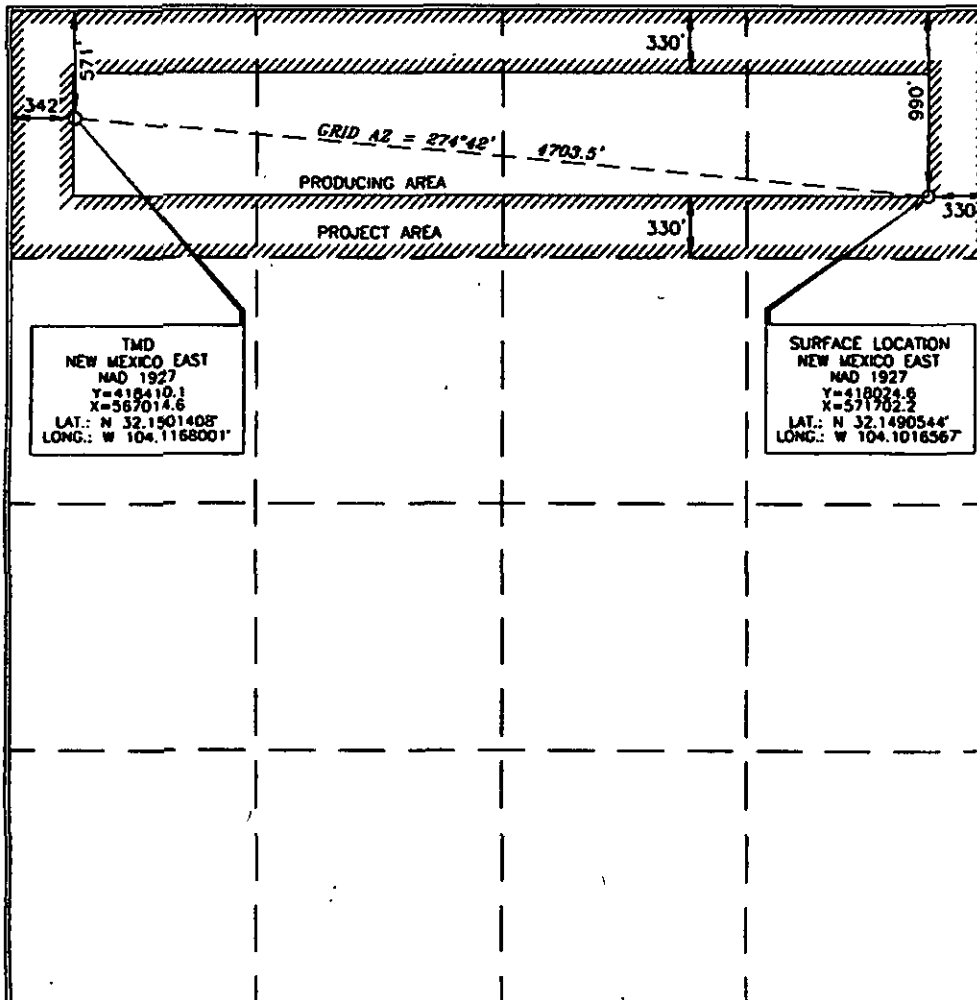 330'
571'
990'
342'
GRID AZ = 274°42' 4703.5'
PRODUCING AREA
330'
330'
PROJECT AREA
TMD
NEW MEXICO EAST
NAD 1927
Y=418410.1
X=567014.6
LAT.: N 32.1501408°
LONG.: W 104.1168001°
SURFACE LOCATION
NEW MEXICO EAST
NAD 1927
Y=418024.6
X=571702.2
LAT.: N 32.1490544°
LONG.: W 104.1016567°